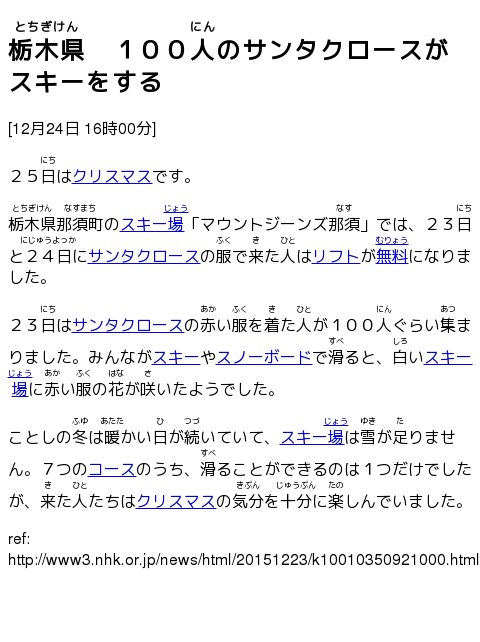 とちぎけん にん
栃木県　１００人のサンタクロースが
スキーをする
[12月24日 16時00分]
にち
２５日はクリスマスです。
とちぎけん なすまち じょう なす にち
栃木県那須町のスキー場「マウントジーンズ那須」では、２３日
にじゅうよっか ふく き ひと むりょう
と２４日にサンタクロースの服で来た人はリフトが無料になりま
した。
にち あか ふく き ひと にん あつ
２３日はサンタクロースの赤い服を着た人が１００人ぐらい集ま
すべ しろ
りました。みんながスキーやスノーボードで滑ると、白いスキー
じょう あか ふく はな さ
場に赤い服の花が咲いたようでした。
ふゆ あたた ひ つづ じょう ゆき た
ことしの冬は暖かい日が続いていて、スキー場は雪が足りませ
すべ
ん。７つのコースのうち、滑ることができるのは１つだけでした
き ひと きぶん じゅうぶん たの
が、来た人たちはクリスマスの気分を十分に楽しんでいました。
ref:
http://www3.nhk.or.jp/news/html/20151223/k10010350921000.html